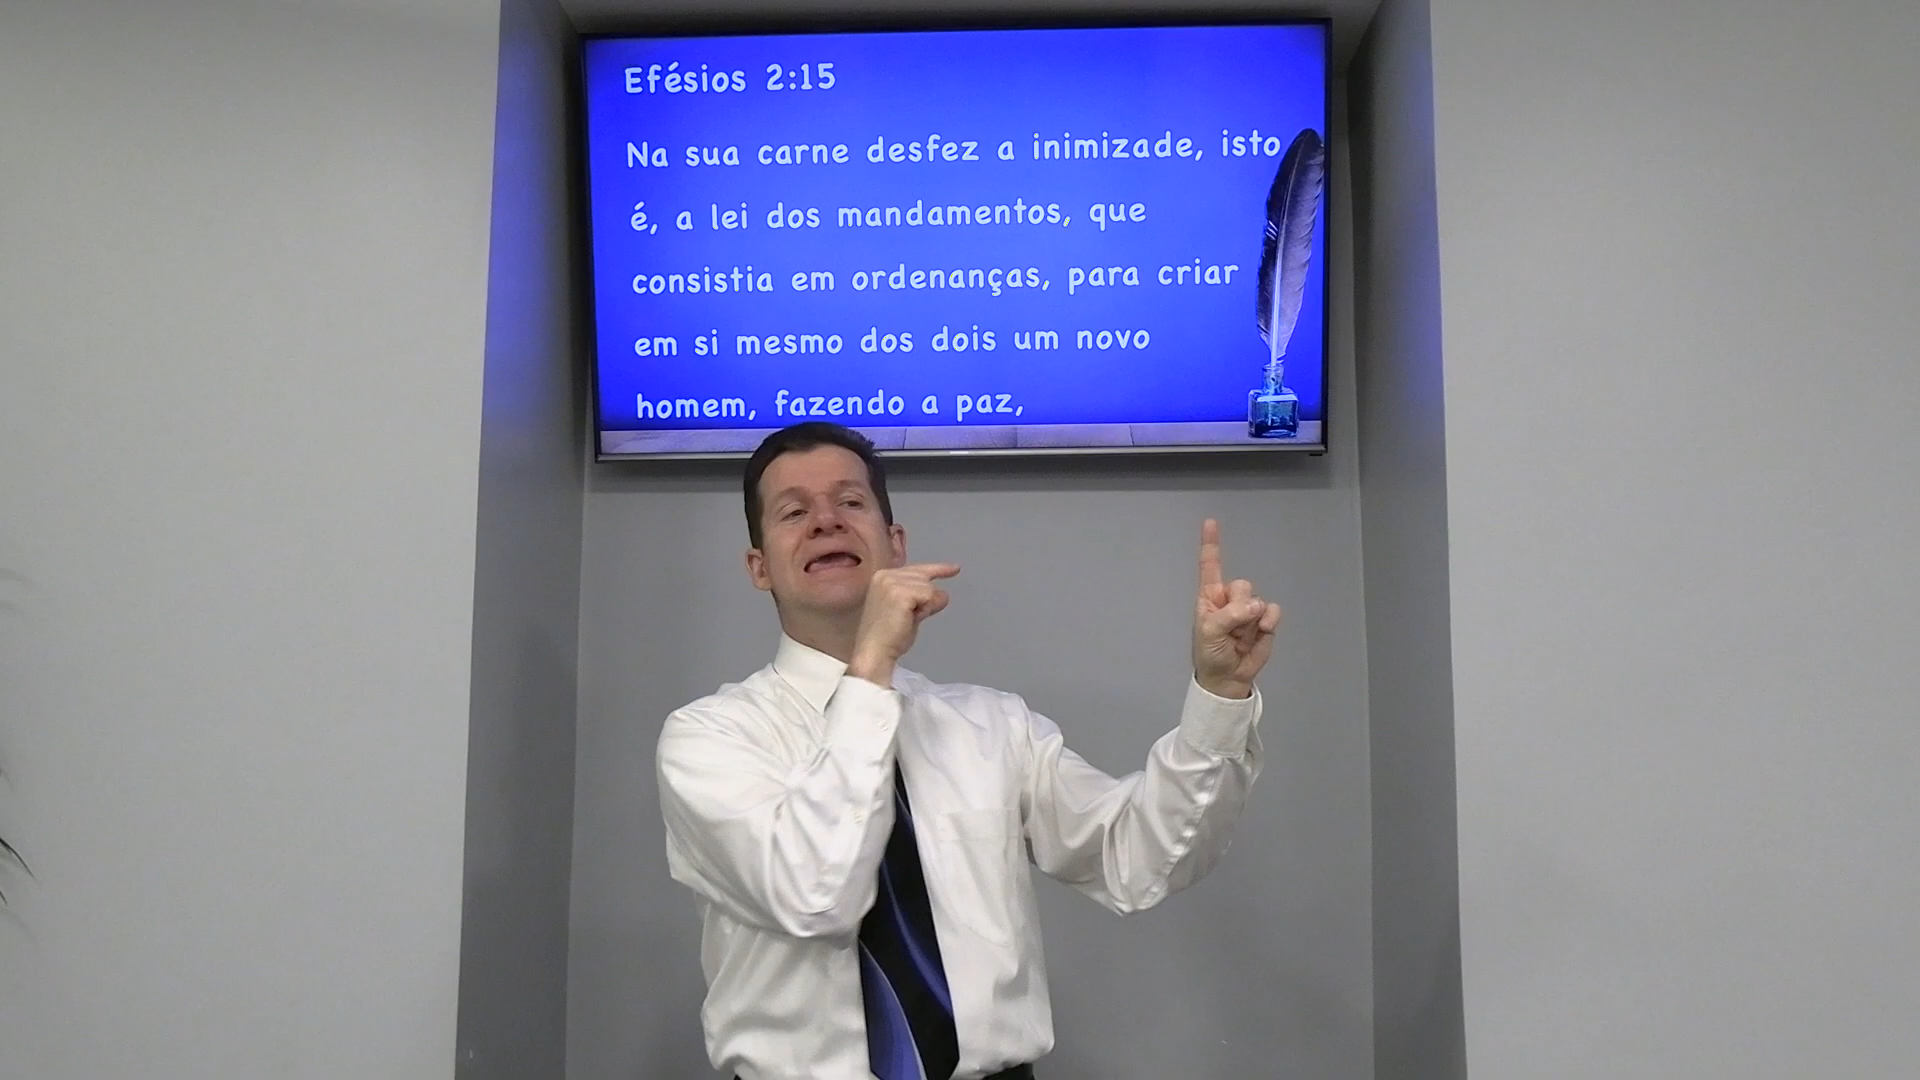 Efésios 2:15
Na sua carne desfez a inimizade, isto
é, a lei dos mandamentos, que
consistia em ordenanças, para criar
em si mesmo dos dois um novo
homem, fazendo a paz,